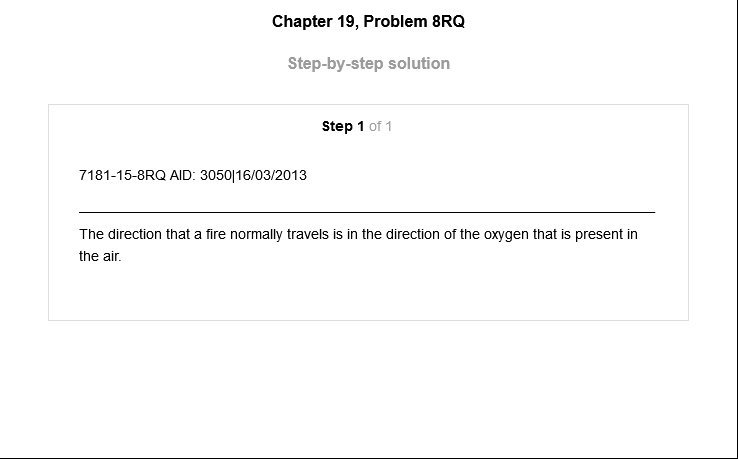 Chapter 19, Problem 8RQ
Step-by-step solution
Step 1 of 1
7181-15-8RQ AID: 3050|16/03/2013
The direction that a fire normally travels is in the direction of the oxygen that is present in
the air.